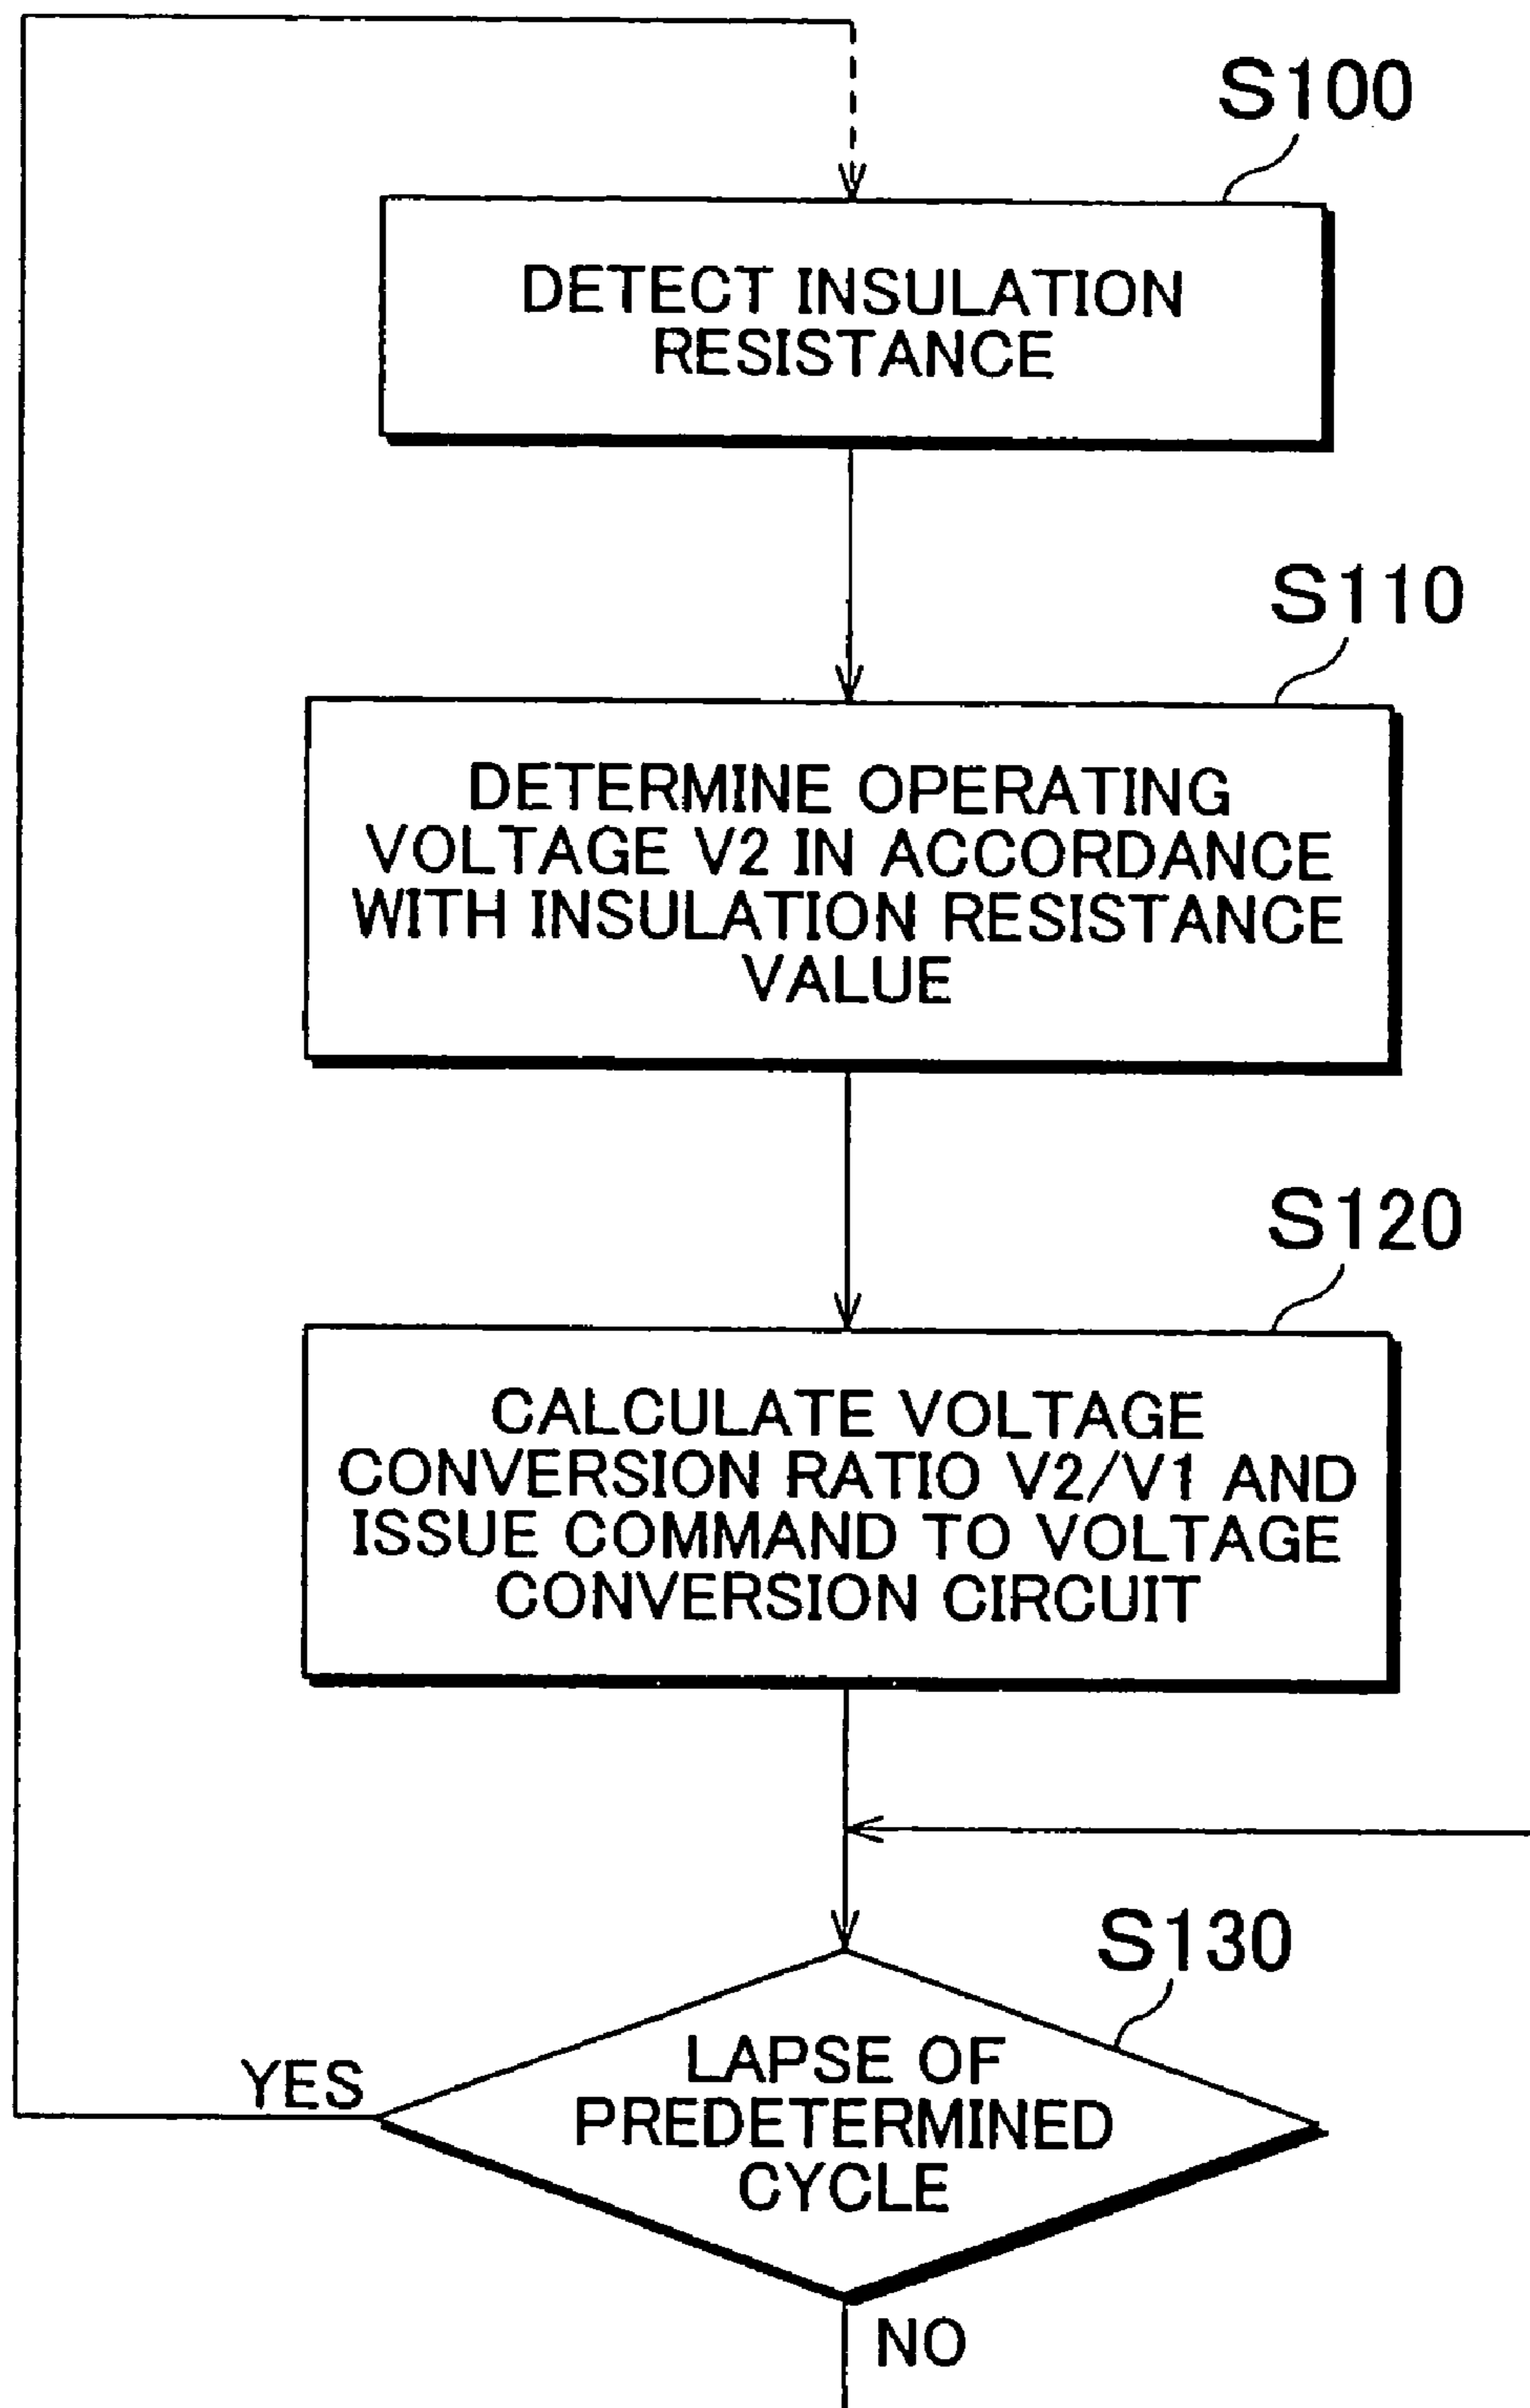 S100
DETECT INSULATION
RESISTANCE
S110
DETERMINE OPERATING
VOLTAGE V2 IN ACCORDANCE
WITH INSULATION RESISTANCE
VALUE
S120
CALCULATE VOLTAGE
CONVERSION RATIO V2/V1 AND
ISSUE COMMAND TO VOLTAGE
CONVERSION CIRCUIT
S130
LAPSE OF
PREDETERMINED
CYCLE
YES
NO